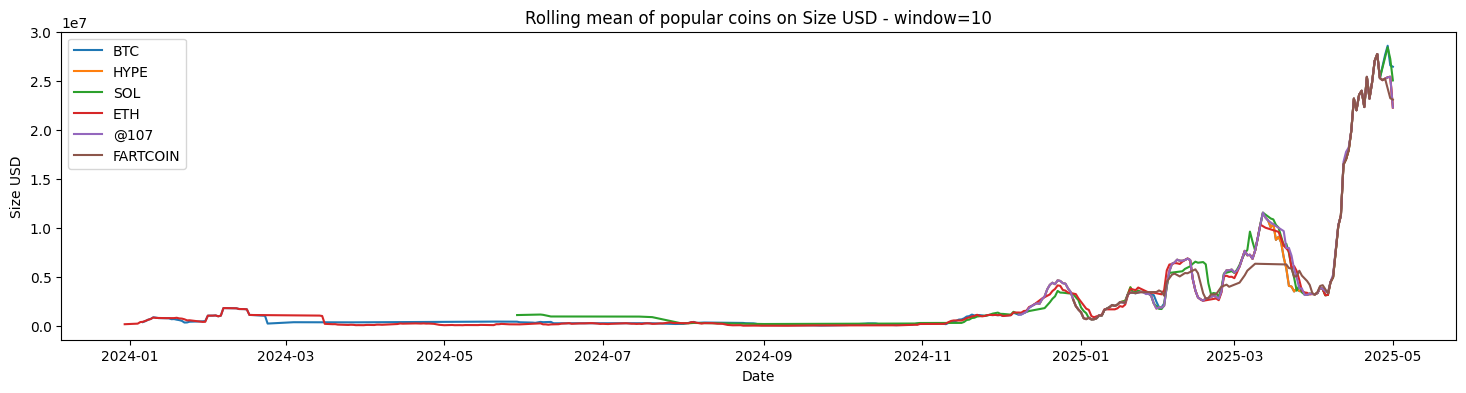 Rolling mean of popular coins on Size USD - window=10
1e7
3.0
2.5
2.0
1.5
1.0
0.5
0.0
Size USD
BTC
HYPE
SOL
ETH
@107
FARTCOIN
2024-01 2024-03 2024-05 2024-07 2024-09 2024-11 2025-01 2025-03 2025-05
Date